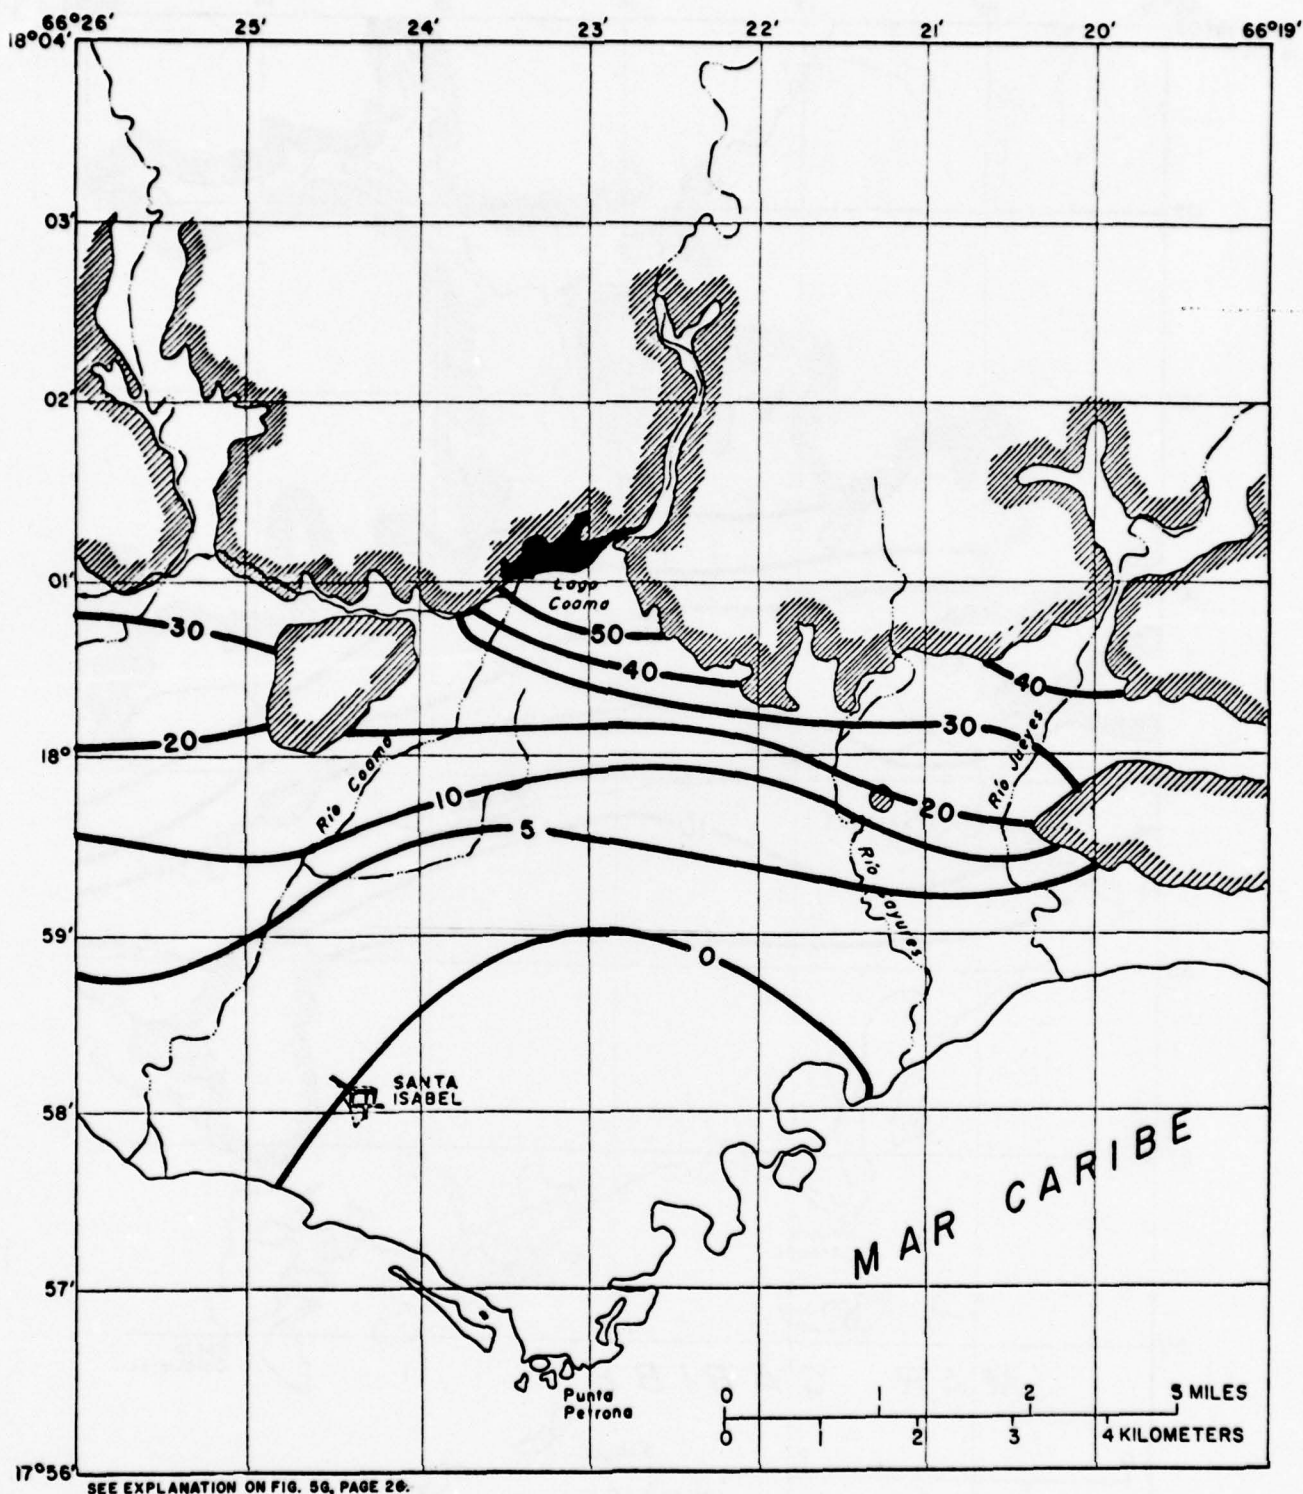 66°26' 25' 24' 23' 22' 21' 20' 66°19'
18°04'
03'
02'
01'
Lago
Coamo
30
50
40
40
30
20
18°
Río Coamo
Río Jueyes
10
20
5
Río Cayures
59'
0
SANTA
ISABEL
58'
MAR CARIBE
57'
Punta
Petrona
0 1 2 3 MILES
0 1 2 3 4 KILOMETERS
17°56'
SEE EXPLANATION ON FIG. 5G, PAGE 26.